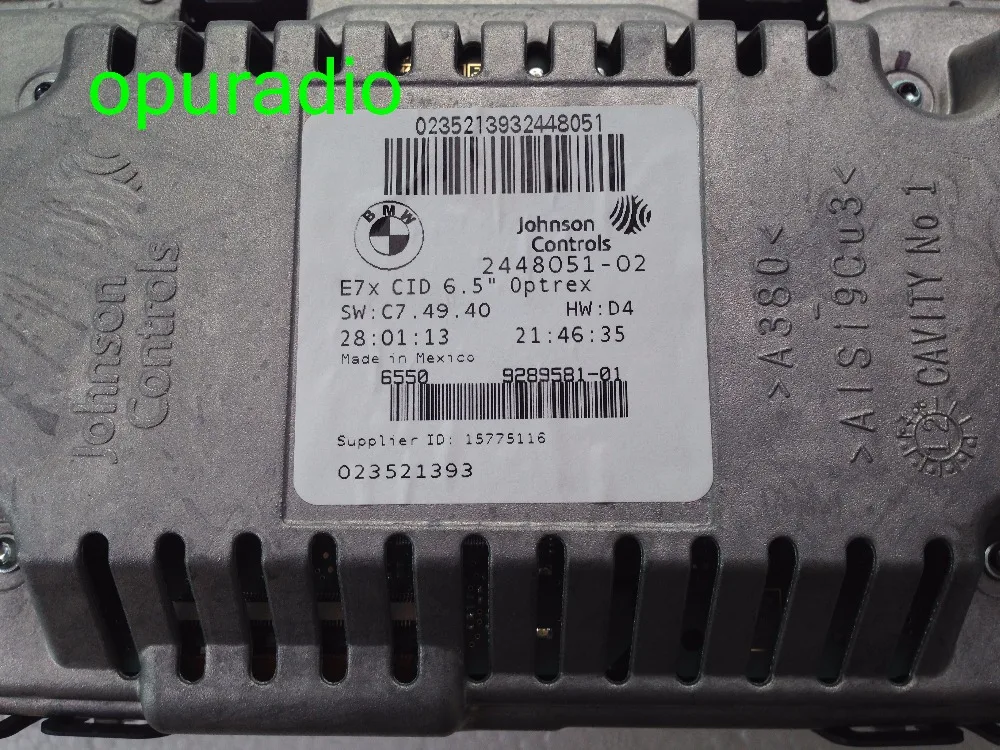 opuradio
0235213932448051
BMW
Johnson
Controls
2448051-02
E7x CID 6.5" Optrex
SW:C7.49.40 HW:D4
28:01:13 21:46:35
Made in Mexico
6550 9289581-01
Supplier ID: 15775116
023521393
Johnson
Controls
>A380<
>AlSi9Cu3<
CAVITY No 1
12